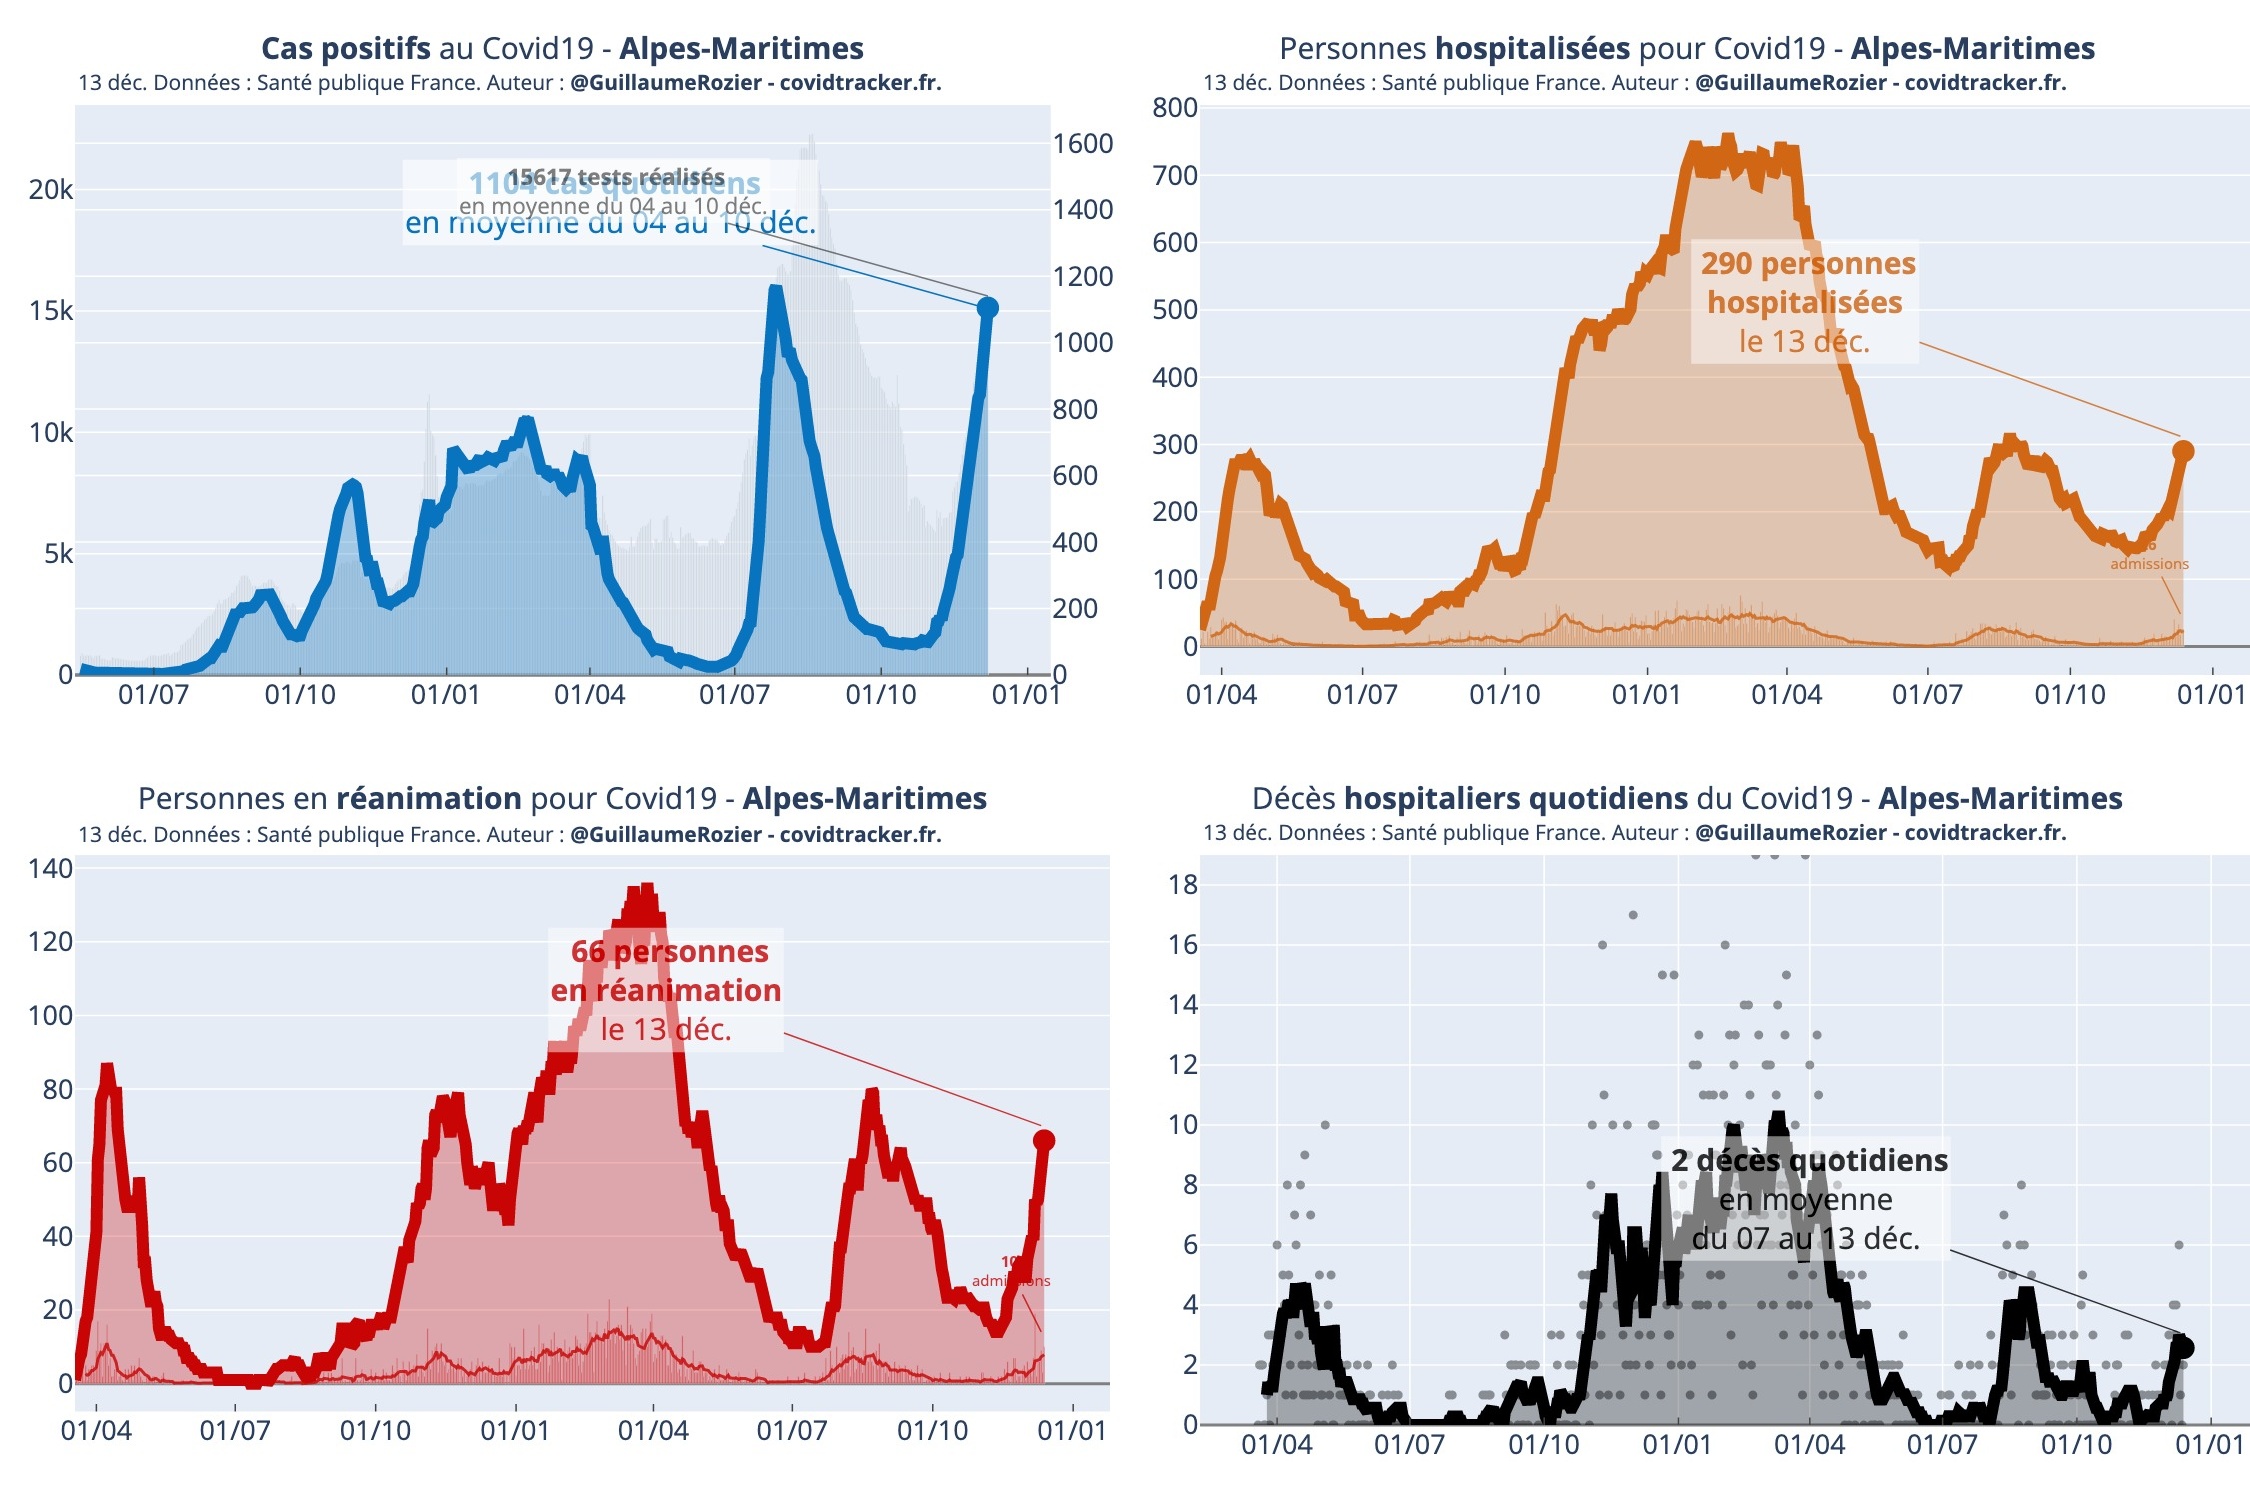 Cas positifs au Covid19 - Alpes-Maritimes
13 déc. Données : Santé publique France. Auteur : @GuillaumeRozier - covidtracker.fr.
15617 tests réalisés
en moyenne du 04 au 10 déc.
1104 cas quotidiens
en moyenne du 04 au 10 déc.
20k
15k
10k
5k
0
1600
1400
1200
1000
800
600
400
200
0
01/07
01/10
01/01
01/04
01/07
01/10
01/01
Personnes hospitalisées pour Covid19 - Alpes-Maritimes
13 déc. Données : Santé publique France. Auteur : @GuillaumeRozier - covidtracker.fr.
800
700
600
500
400
300
200
100
0
290 personnes
hospitalisées
le 13 déc.
admissions
01/04
01/07
01/10
01/01
01/04
01/07
01/10
01/01
Personnes en réanimation pour Covid19 - Alpes-Maritimes
13 déc. Données : Santé publique France. Auteur : @GuillaumeRozier - covidtracker.fr.
140
120
100
80
60
40
20
0
66 personnes
en réanimation
le 13 déc.
10
admissions
01/04
01/07
01/10
01/01
01/04
01/07
01/10
01/01
Décès hospitaliers quotidiens du Covid19 - Alpes-Maritimes
13 déc. Données : Santé publique France. Auteur : @GuillaumeRozier - covidtracker.fr.
18
16
14
12
10
8
6
4
2
0
2 décès quotidiens
en moyenne
du 07 au 13 déc.
01/04
01/07
01/10
01/01
01/04
01/07
01/10
01/01